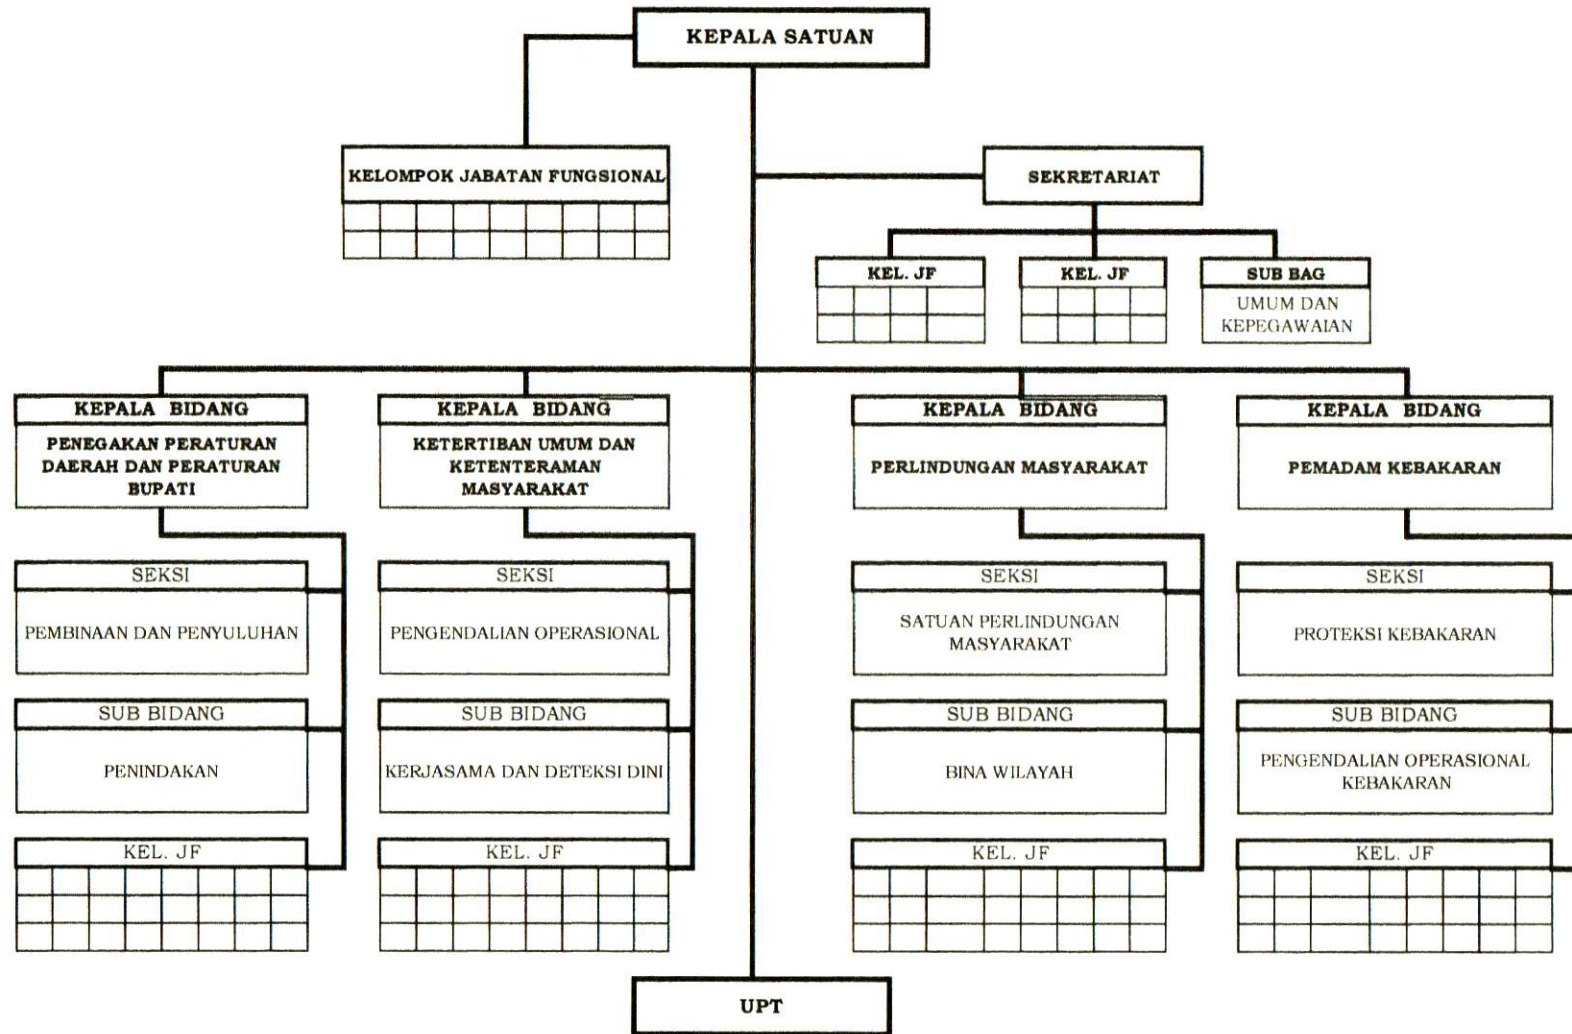 KEPALA SATUAN
KELOMPOK JABATAN FUNGSIONAL
SEKRETARIAT
KEL. JF
KEL. JF
SUB BAG
UMUM DAN
KEPEGAWAIAN
KEPALA BIDANG
PENEGAKAN PERATURAN
DAERAH DAN PERATURAN
BUPATI
KEPALA BIDANG
KETERTIBAN UMUM DAN
KETENTERAMAN
MASYARAKAT
KEPALA BIDANG
PERLINDUNGAN MASYARAKAT
KEPALA BIDANG
PEMADAM KEBAKARAN
SEKSI
PEMBINAAN DAN PENYULUHAN
SEKSI
PENGENDALIAN OPERASIONAL
SEKSI
SATUAN PERLINDUNGAN
MASYARAKAT
SEKSI
PROTEKSI KEBAKARAN
SUB BIDANG
PENINDAKAN
SUB BIDANG
KERJASAMA DAN DETEKSI DINI
SUB BIDANG
BINA WILAYAH
SUB BIDANG
PENGENDALIAN OPERASIONAL
KEBAKARAN
KEL. JF
KEL. JF
KEL. JF
KEL. JF
UPT